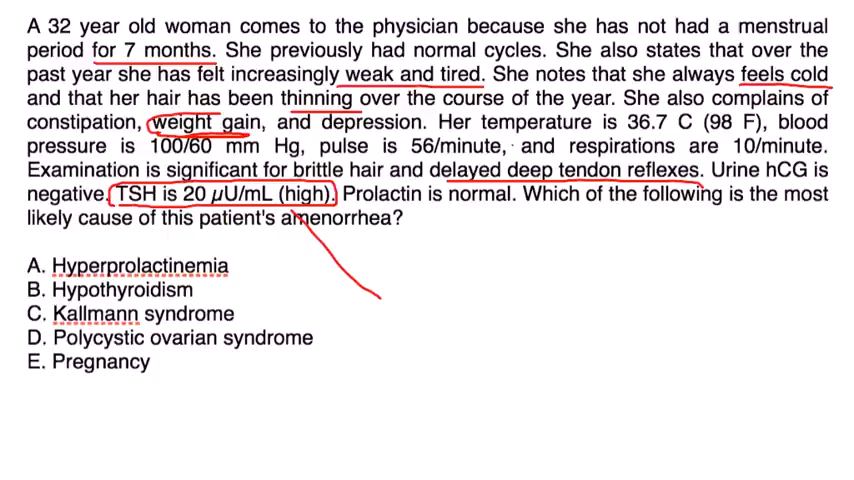 A 32 year old woman comes to the physician because she has not had a menstrual
period for 7 months. She previously had normal cycles. She also states that over the
past year she has felt increasingly weak and tired. She notes that she always feels cold
and that her hair has been thinning over the course of the year. She also complains of
constipation, weight gain, and depression. Her temperature is 36.7 C (98 F), blood
pressure is 100/60 mm Hg, pulse is 56/minute, and respirations are 10/minute.
Examination is significant for brittle hair and delayed deep tendon reflexes. Urine hCG is
negative. TSH is 20 µU/mL (high). Prolactin is normal. Which of the following is the most
likely cause of this patient's amenorrhea?
A. Hyperprolactinemia
B. Hypothyroidism
C. Kallmann syndrome
D. Polycystic ovarian syndrome
E. Pregnancy